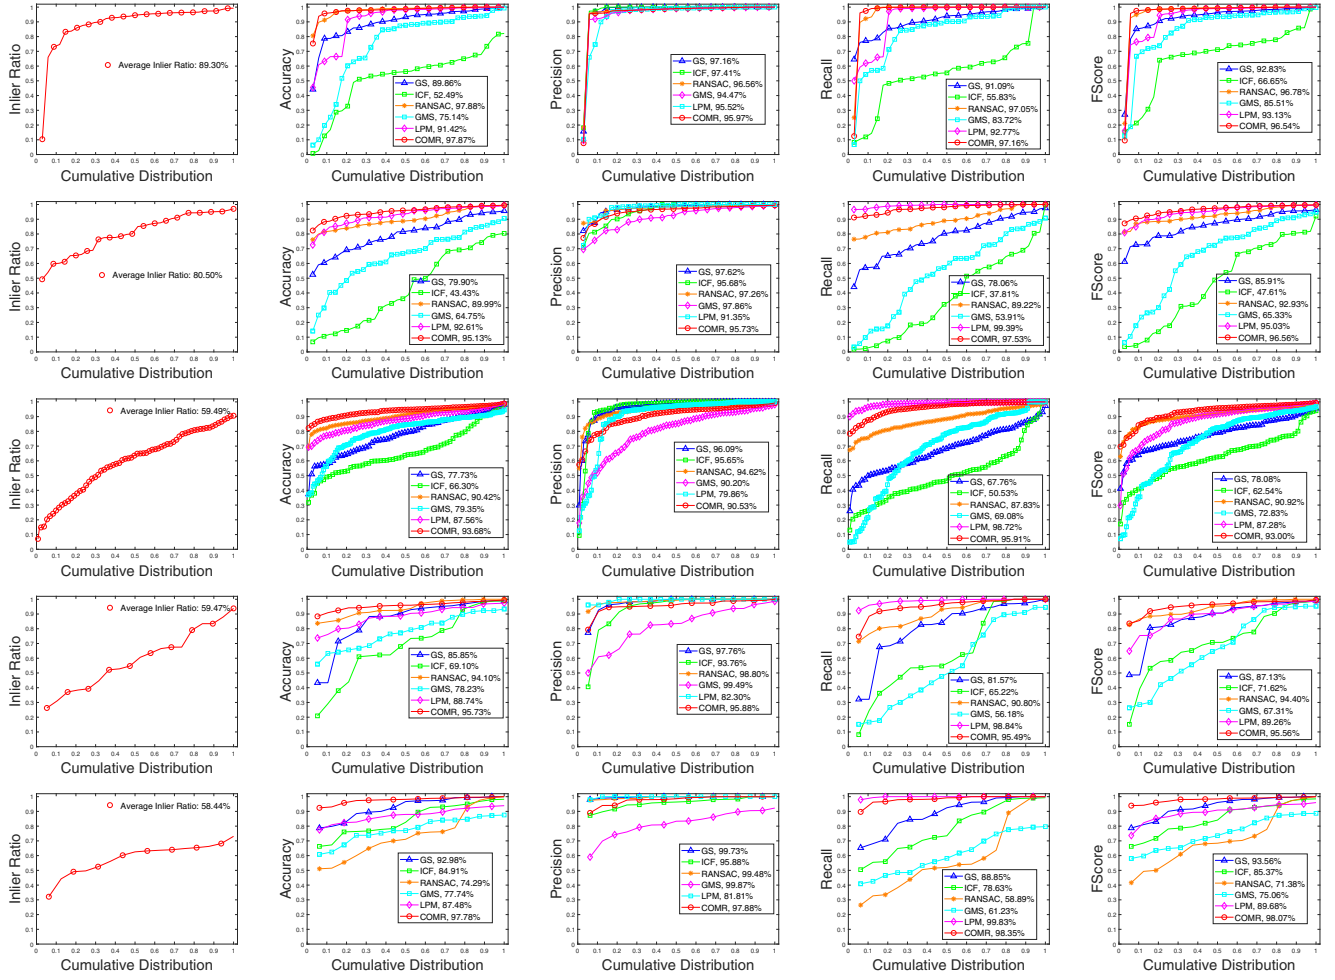 Inlier Ratio
Average Inlier Ratio: 89.30%
Cumulative Distribution
Accuracy
GS, 89.86%
ICF, 52.49%
RANSAC, 97.88%
GMS, 75.14%
LPM, 91.42%
COMR, 97.87%
Cumulative Distribution
Precision
GS, 97.16%
ICF, 97.41%
RANSAC, 96.56%
GMS, 94.47%
LPM, 95.52%
COMR, 95.97%
Cumulative Distribution
Recall
GS, 91.09%
ICF, 55.83%
RANSAC, 97.05%
GMS, 83.72%
LPM, 92.77%
COMR, 97.16%
Cumulative Distribution
FScore
GS, 92.83%
ICF, 66.65%
RANSAC, 96.78%
GMS, 85.51%
LPM, 93.13%
COMR, 96.54%
Cumulative Distribution
Inlier Ratio
Average Inlier Ratio: 80.50%
Cumulative Distribution
Accuracy
GS, 79.90%
ICF, 43.43%
RANSAC, 89.99%
GMS, 64.75%
LPM, 92.61%
COMR, 95.13%
Cumulative Distribution
Precision
GS, 97.62%
ICF, 95.68%
RANSAC, 97.26%
GMS, 97.86%
LPM, 91.35%
COMR, 95.73%
Cumulative Distribution
Recall
GS, 78.06%
ICF, 37.81%
RANSAC, 89.22%
GMS, 53.91%
LPM, 99.39%
COMR, 97.53%
Cumulative Distribution
FScore
GS, 85.91%
ICF, 47.61%
RANSAC, 92.93%
GMS, 65.33%
LPM, 95.03%
COMR, 96.56%
Cumulative Distribution
Inlier Ratio
Average Inlier Ratio: 59.49%
Cumulative Distribution
Accuracy
GS, 77.73%
ICF, 66.30%
RANSAC, 90.42%
GMS, 79.35%
LPM, 87.56%
COMR, 93.68%
Cumulative Distribution
Precision
GS, 96.09%
ICF, 95.65%
RANSAC, 94.62%
GMS, 90.20%
LPM, 79.86%
COMR, 90.53%
Cumulative Distribution
Recall
GS, 67.76%
ICF, 50.53%
RANSAC, 87.83%
GMS, 69.08%
LPM, 98.72%
COMR, 95.91%
Cumulative Distribution
FScore
GS, 78.08%
ICF, 62.54%
RANSAC, 90.92%
GMS, 72.83%
LPM, 87.28%
COMR, 93.00%
Cumulative Distribution
Inlier Ratio
Average Inlier Ratio: 59.47%
Cumulative Distribution
Accuracy
GS, 85.85%
ICF, 69.10%
RANSAC, 94.10%
GMS, 78.23%
LPM, 88.74%
COMR, 95.73%
Cumulative Distribution
Precision
GS, 97.76%
ICF, 93.76%
RANSAC, 98.80%
GMS, 99.49%
LPM, 82.30%
COMR, 95.88%
Cumulative Distribution
Recall
GS, 81.57%
ICF, 65.22%
RANSAC, 90.80%
GMS, 56.18%
LPM, 98.84%
COMR, 95.49%
Cumulative Distribution
FScore
GS, 87.13%
ICF, 71.62%
RANSAC, 94.40%
GMS, 67.31%
LPM, 89.26%
COMR, 95.56%
Cumulative Distribution
Inlier Ratio
Average Inlier Ratio: 58.44%
Cumulative Distribution
Accuracy
GS, 92.98%
ICF, 84.91%
RANSAC, 74.29%
GMS, 77.74%
LPM, 87.48%
COMR, 97.78%
Cumulative Distribution
Precision
GS, 99.73%
ICF, 95.88%
RANSAC, 99.48%
GMS, 99.87%
LPM, 81.81%
COMR, 97.88%
Cumulative Distribution
Recall
GS, 88.85%
ICF, 78.63%
RANSAC, 58.89%
GMS, 61.23%
LPM, 99.83%
COMR, 98.35%
Cumulative Distribution
FScore
GS, 93.56%
ICF, 85.37%
RANSAC, 71.38%
GMS, 75.06%
LPM, 89.68%
COMR, 98.07%
Cumulative Distribution